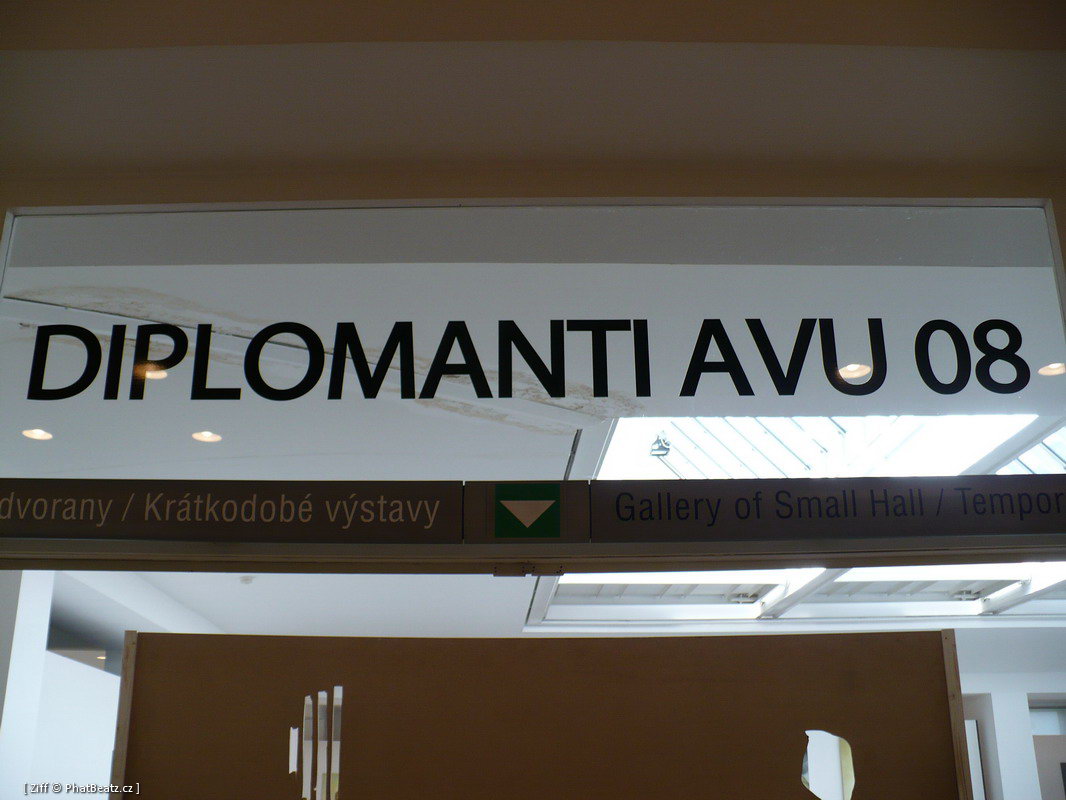 DIPLOMANTI AVU 08
dvorany / Krátkodobé výstavy
Gallery of Small Hall / Tempor
[ Ziff © PhatBeatz.cz ]